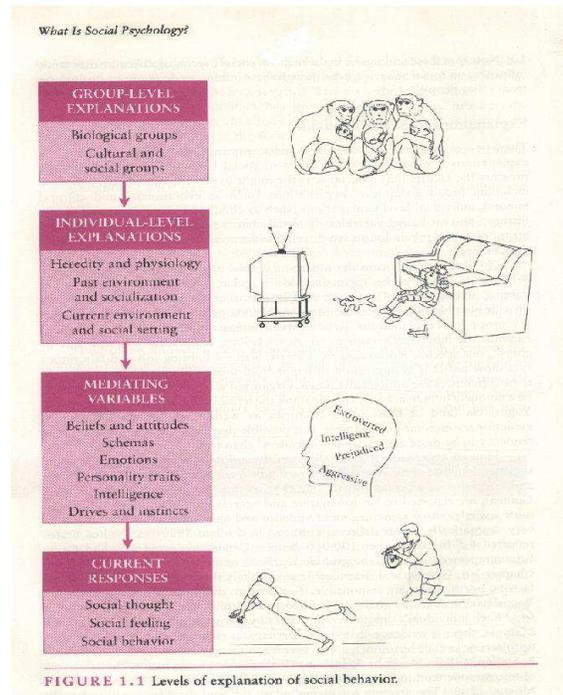 What Is Social Psychology?
GROUP-LEVEL
EXPLANATIONS
Biological groups
Cultural and
social groups
INDIVIDUAL-LEVEL
EXPLANATIONS
Heredity and physiology
Past environment
and socialization
Current environment
and social setting
MEDIATING
VARIABLES
Beliefs and attitudes
Schemas
Emotions
Personality traits
Intelligence
Drives and instincts
Extroverted
Intelligent
Prejudiced
Aggressive
CURRENT
RESPONSES
Social thought
Social feeling
Social behavior
FIGURE 1.1 Levels of explanation of social behavior.